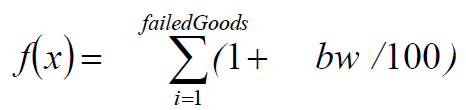 failedGoods
f(x) = ∑(1+ bw /100)
i=1